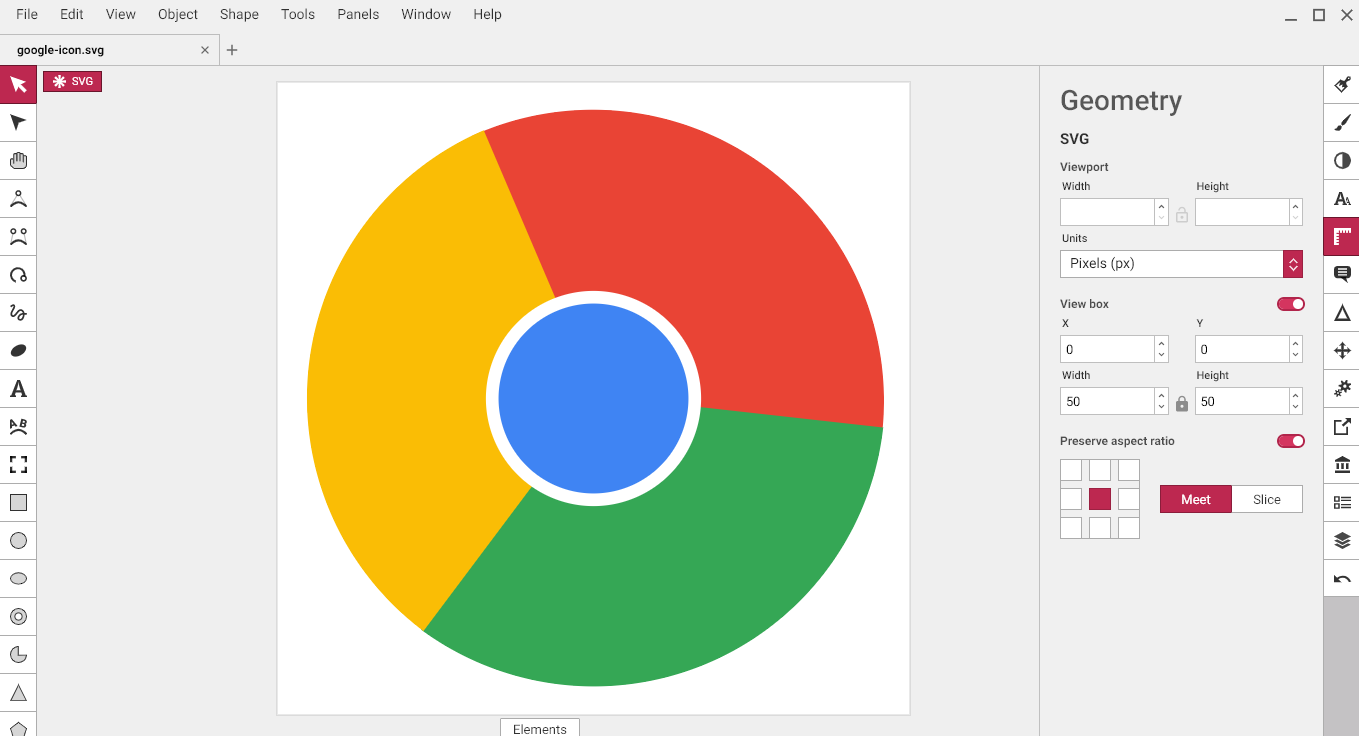 File Edit View Object Shape Tools Panels Window Help
google-icon.svg
SVG
Geometry
SVG
Viewport
Width Height
Units
Pixels (px)
View box
X Y
0 0
Width Height
50 50
Preserve aspect ratio
Meet Slice
Elements